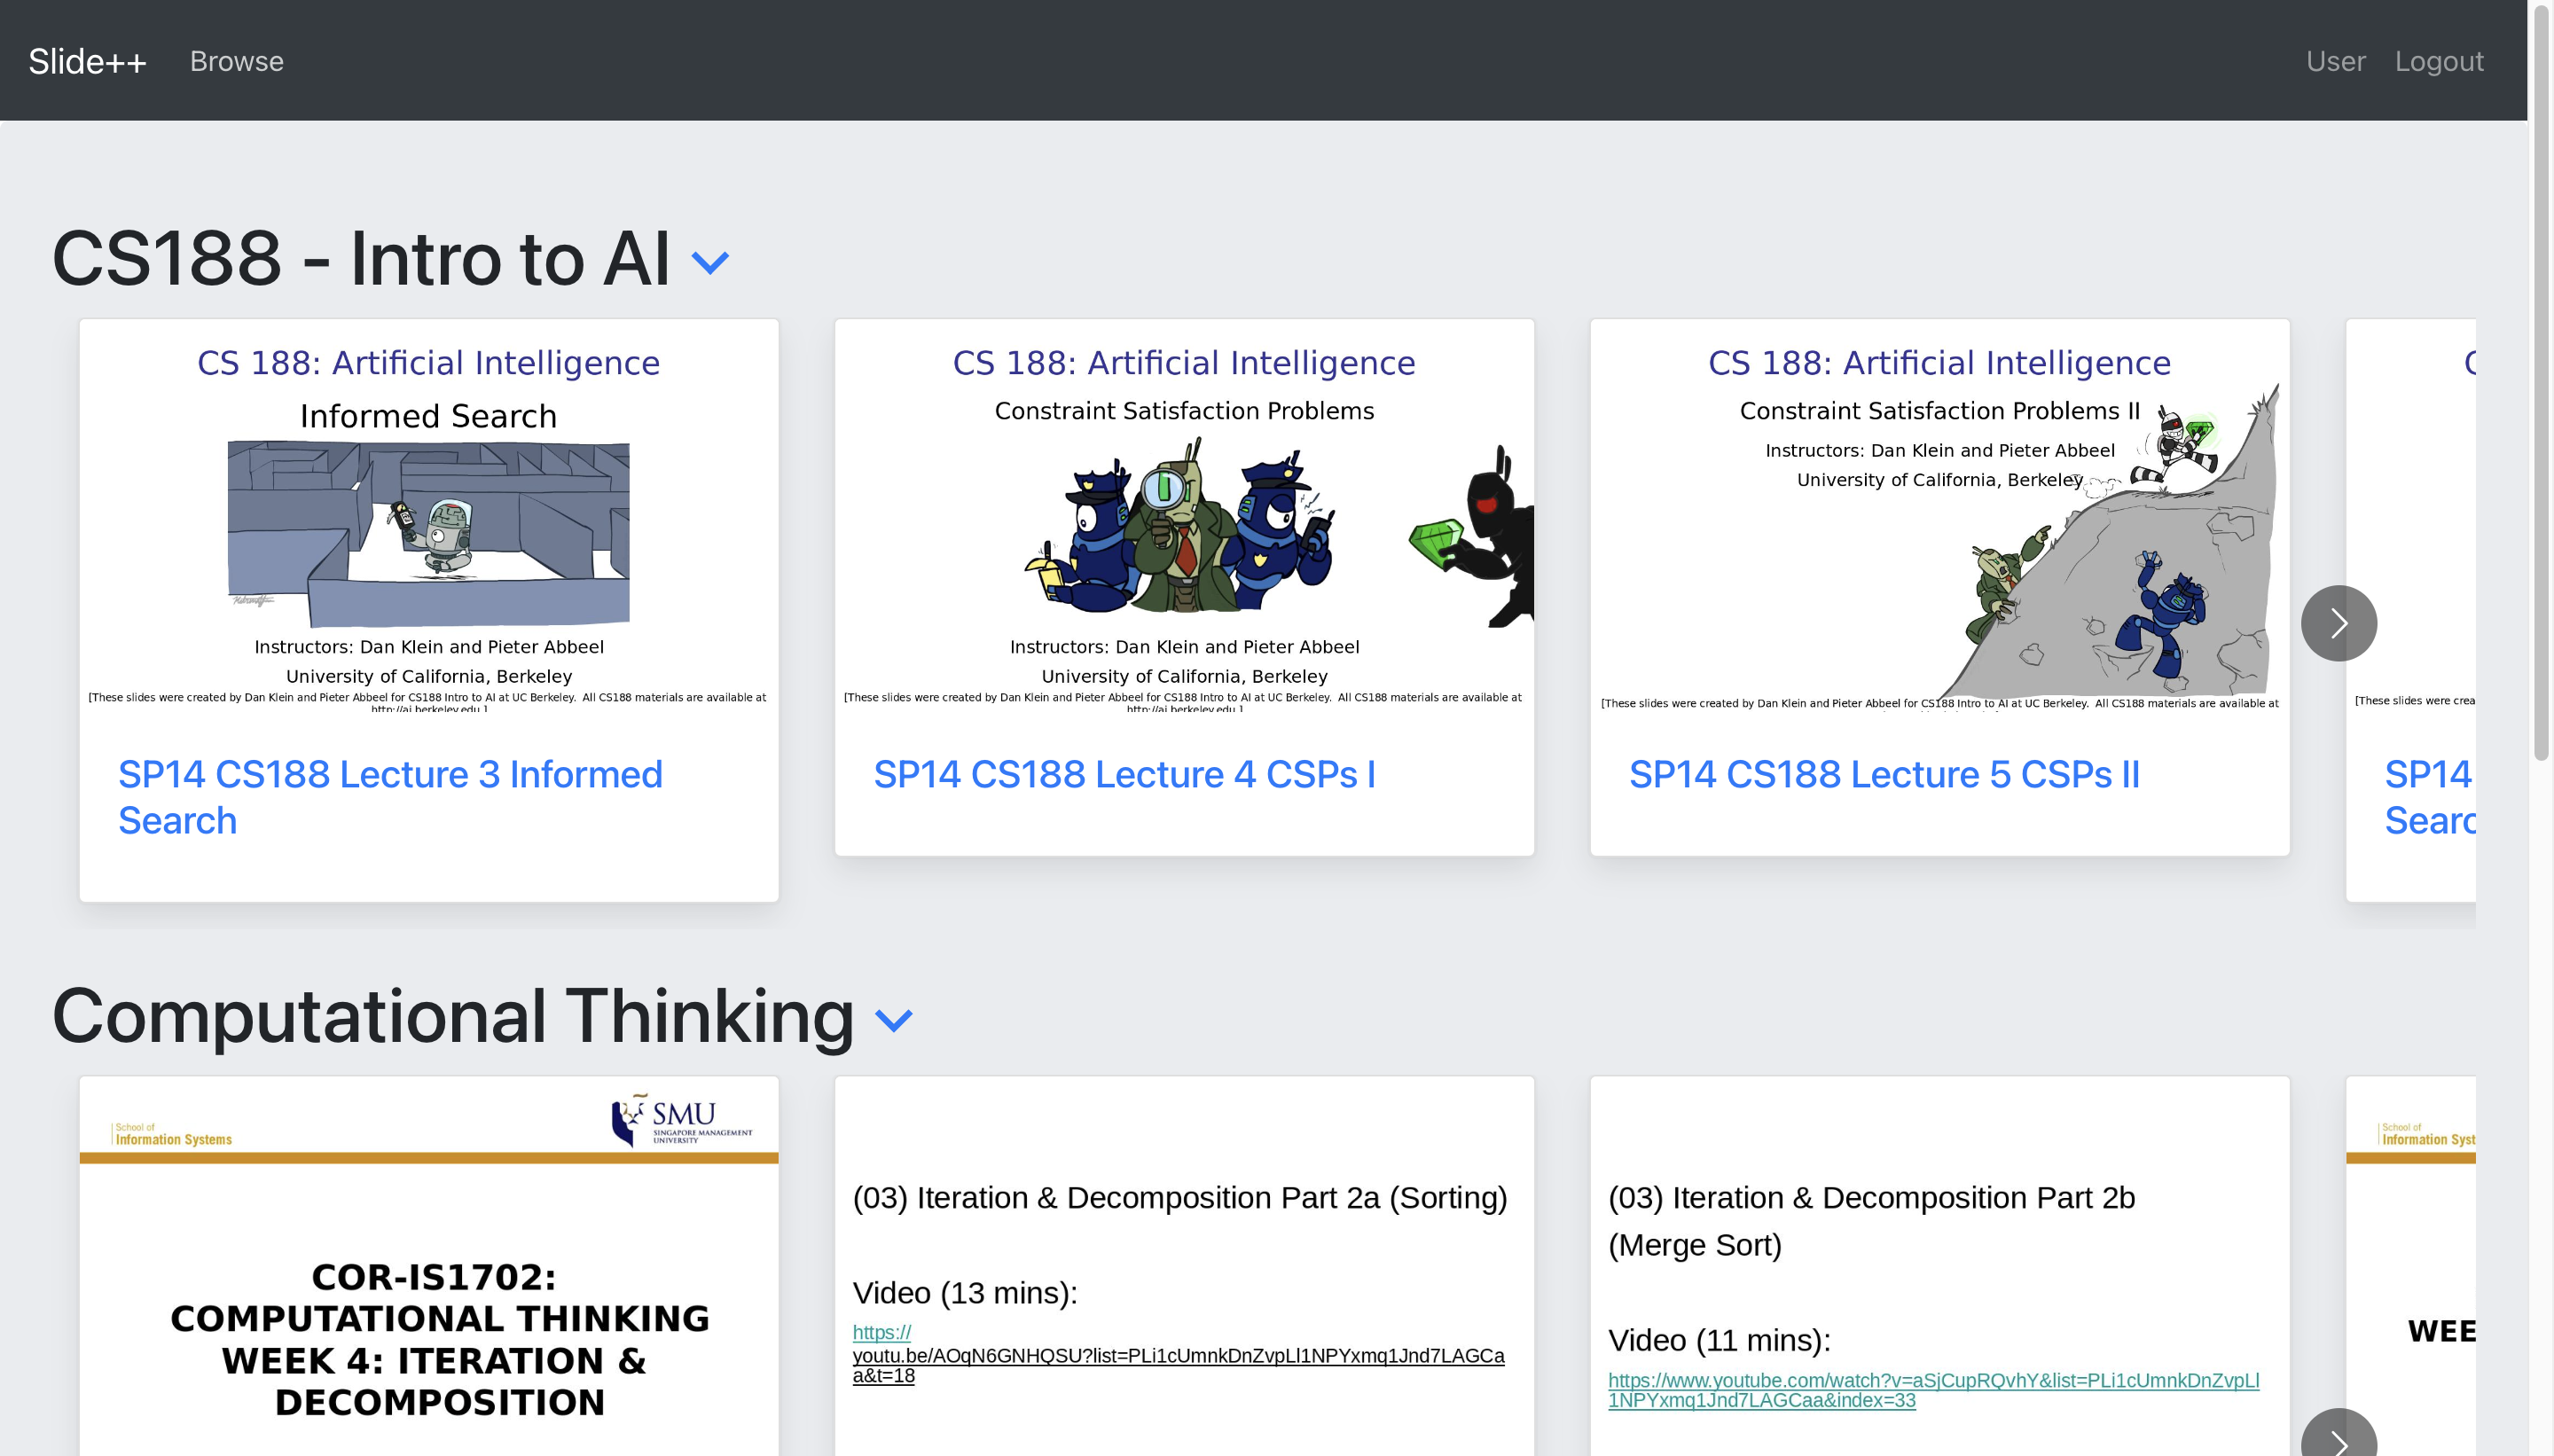 Slide++ Browse User Logout
CS188 - Intro to AI
CS 188: Artificial Intelligence
Informed Search
Instructors: Dan Klein and Pieter Abbeel
University of California, Berkeley
[These slides were created by Dan Klein and Pieter Abbeel for CS188 Intro to AI at UC Berkeley.  All CS188 materials are available at
http://ai.berkeley.edu.]
SP14 CS188 Lecture 3 Informed
Search
CS 188: Artificial Intelligence
Constraint Satisfaction Problems
Instructors: Dan Klein and Pieter Abbeel
University of California, Berkeley
[These slides were created by Dan Klein and Pieter Abbeel for CS188 Intro to AI at UC Berkeley.  All CS188 materials are available at
http://ai.berkeley.edu.]
SP14 CS188 Lecture 4 CSPs I
CS 188: Artificial Intelligence
Constraint Satisfaction Problems II
Instructors: Dan Klein and Pieter Abbeel
University of California, Berkeley
[These slides were created by Dan Klein and Pieter Abbeel for CS188 Intro to AI at UC Berkeley.  All CS188 materials are available at
SP14 CS188 Lecture 5 CSPs II
[These slides were crea
SP14
Searc
Computational Thinking
School of
Information Systems
SMU
SINGAPORE MANAGEMENT
UNIVERSITY
COR-IS1702:
COMPUTATIONAL THINKING
WEEK 4: ITERATION &
DECOMPOSITION
(03) Iteration & Decomposition Part 2a (Sorting)
Video (13 mins):
https://
youtu.be/AOqN6GNHQSU?list=PLi1cUmnkDnZvpLl1NPYxmq1Jnd7LAGCa
a&t=18
(03) Iteration & Decomposition Part 2b
(Merge Sort)
Video (11 mins):
https://www.youtube.com/watch?v=aSjCupRQvhY&list=PLi1cUmnkDnZvpLl
1NPYxmq1Jnd7LAGCaa&index=33
School of
Information Syst
WEE